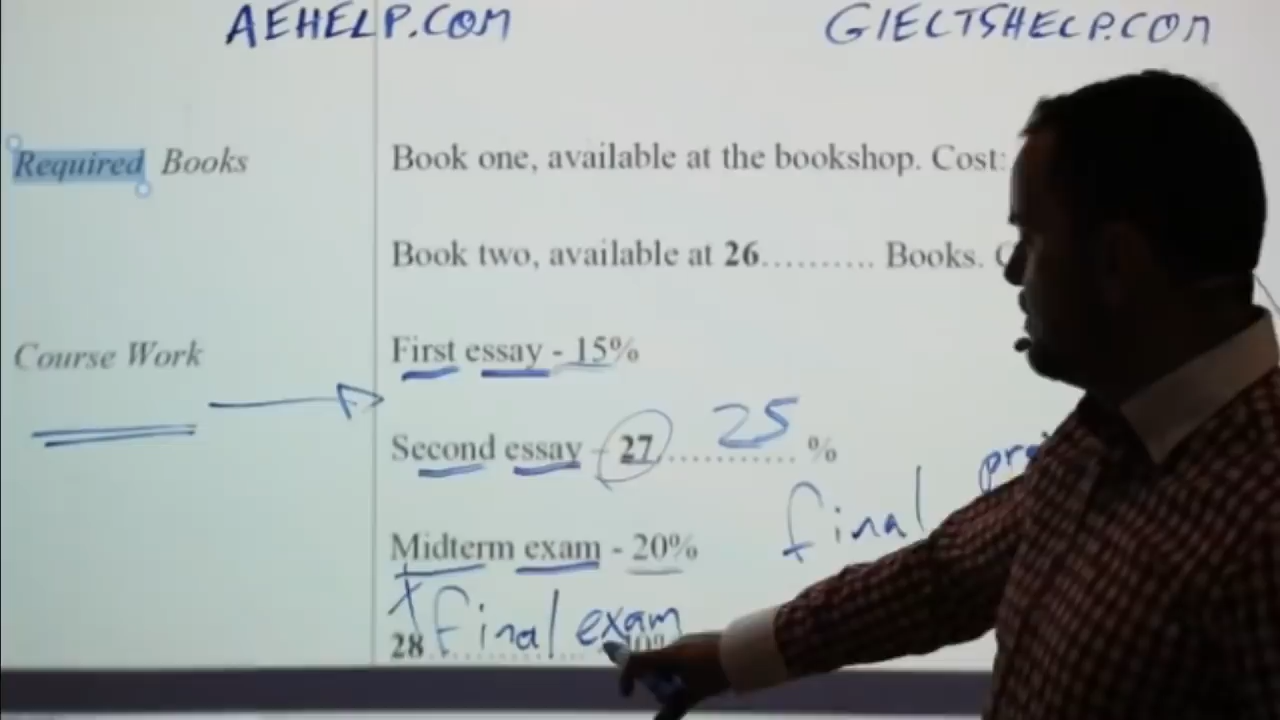 AEHELP.COM GIELTSHELP.COM
Required Books Book one, available at the bookshop. Cost:
Book two, available at 26.......... Books.
Course Work First essay - 15%
Second essay - 27............ 25 %
final
Midterm exam - 20%
28 final exam